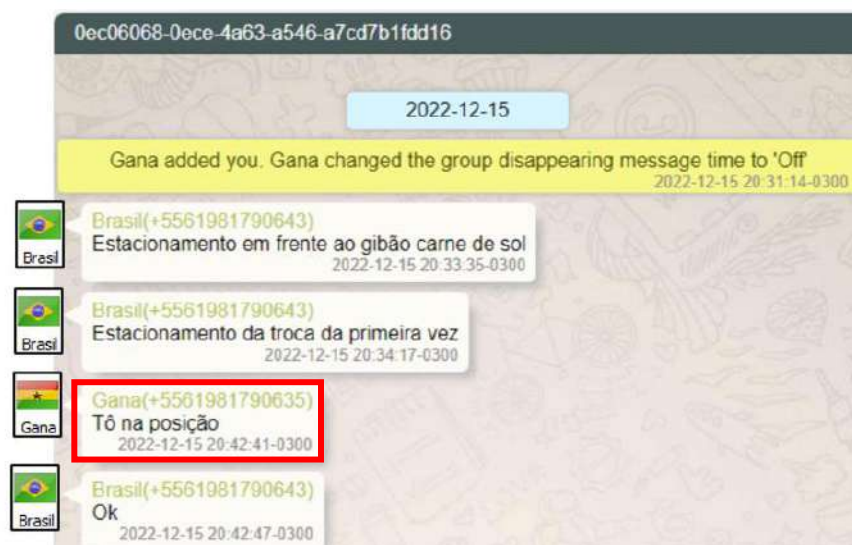 0ec06068-0ece-4a63-a546-a7cd7b1fdd16
2022-12-15
Gana added you. Gana changed the group disappearing message time to 'Off'
2022-12-15 20:31:14-0300
Brasil
Brasil(+5561981790643)
Estacionamento em frente ao gibão carne de sol
2022-12-15 20:33:35-0300
Brasil
Brasil(+5561981790643)
Estacionamento da troca da primeira vez
2022-12-15 20:34:17-0300
Gana
Gana(+5561981790635)
Tô na posição
2022-12-15 20:42:41-0300
Brasil
Brasil(+5561981790643)
Ok
2022-12-15 20:42:47-0300